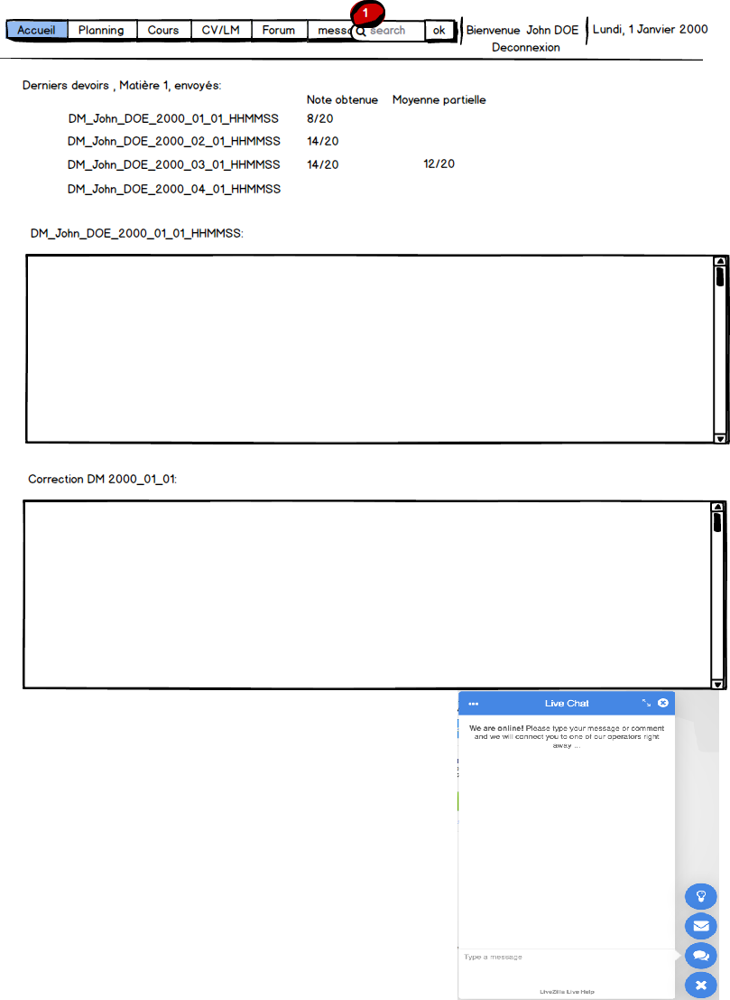 1
Accueil Planning Cours CV/LM Forum mess search ok Bienvenue John DOE Lundi, 1 Janvier 2000
Deconnexion
Derniers devoirs , Matière 1, envoyés:
Note obtenue Moyenne partielle
DM_John_DOE_2000_01_01_HHMMSS 8/20
DM_John_DOE_2000_02_01_HHMMSS 14/20
DM_John_DOE_2000_03_01_HHMMSS 14/20 12/20
DM_John_DOE_2000_04_01_HHMMSS
DM_John_DOE_2000_01_01_HHMMSS:
Correction DM 2000_01_01:
Live Chat
We are online! Please type your message or comment
and we will connect you to one of our operators right
away ...
Type a message
LiveZilla Live Help